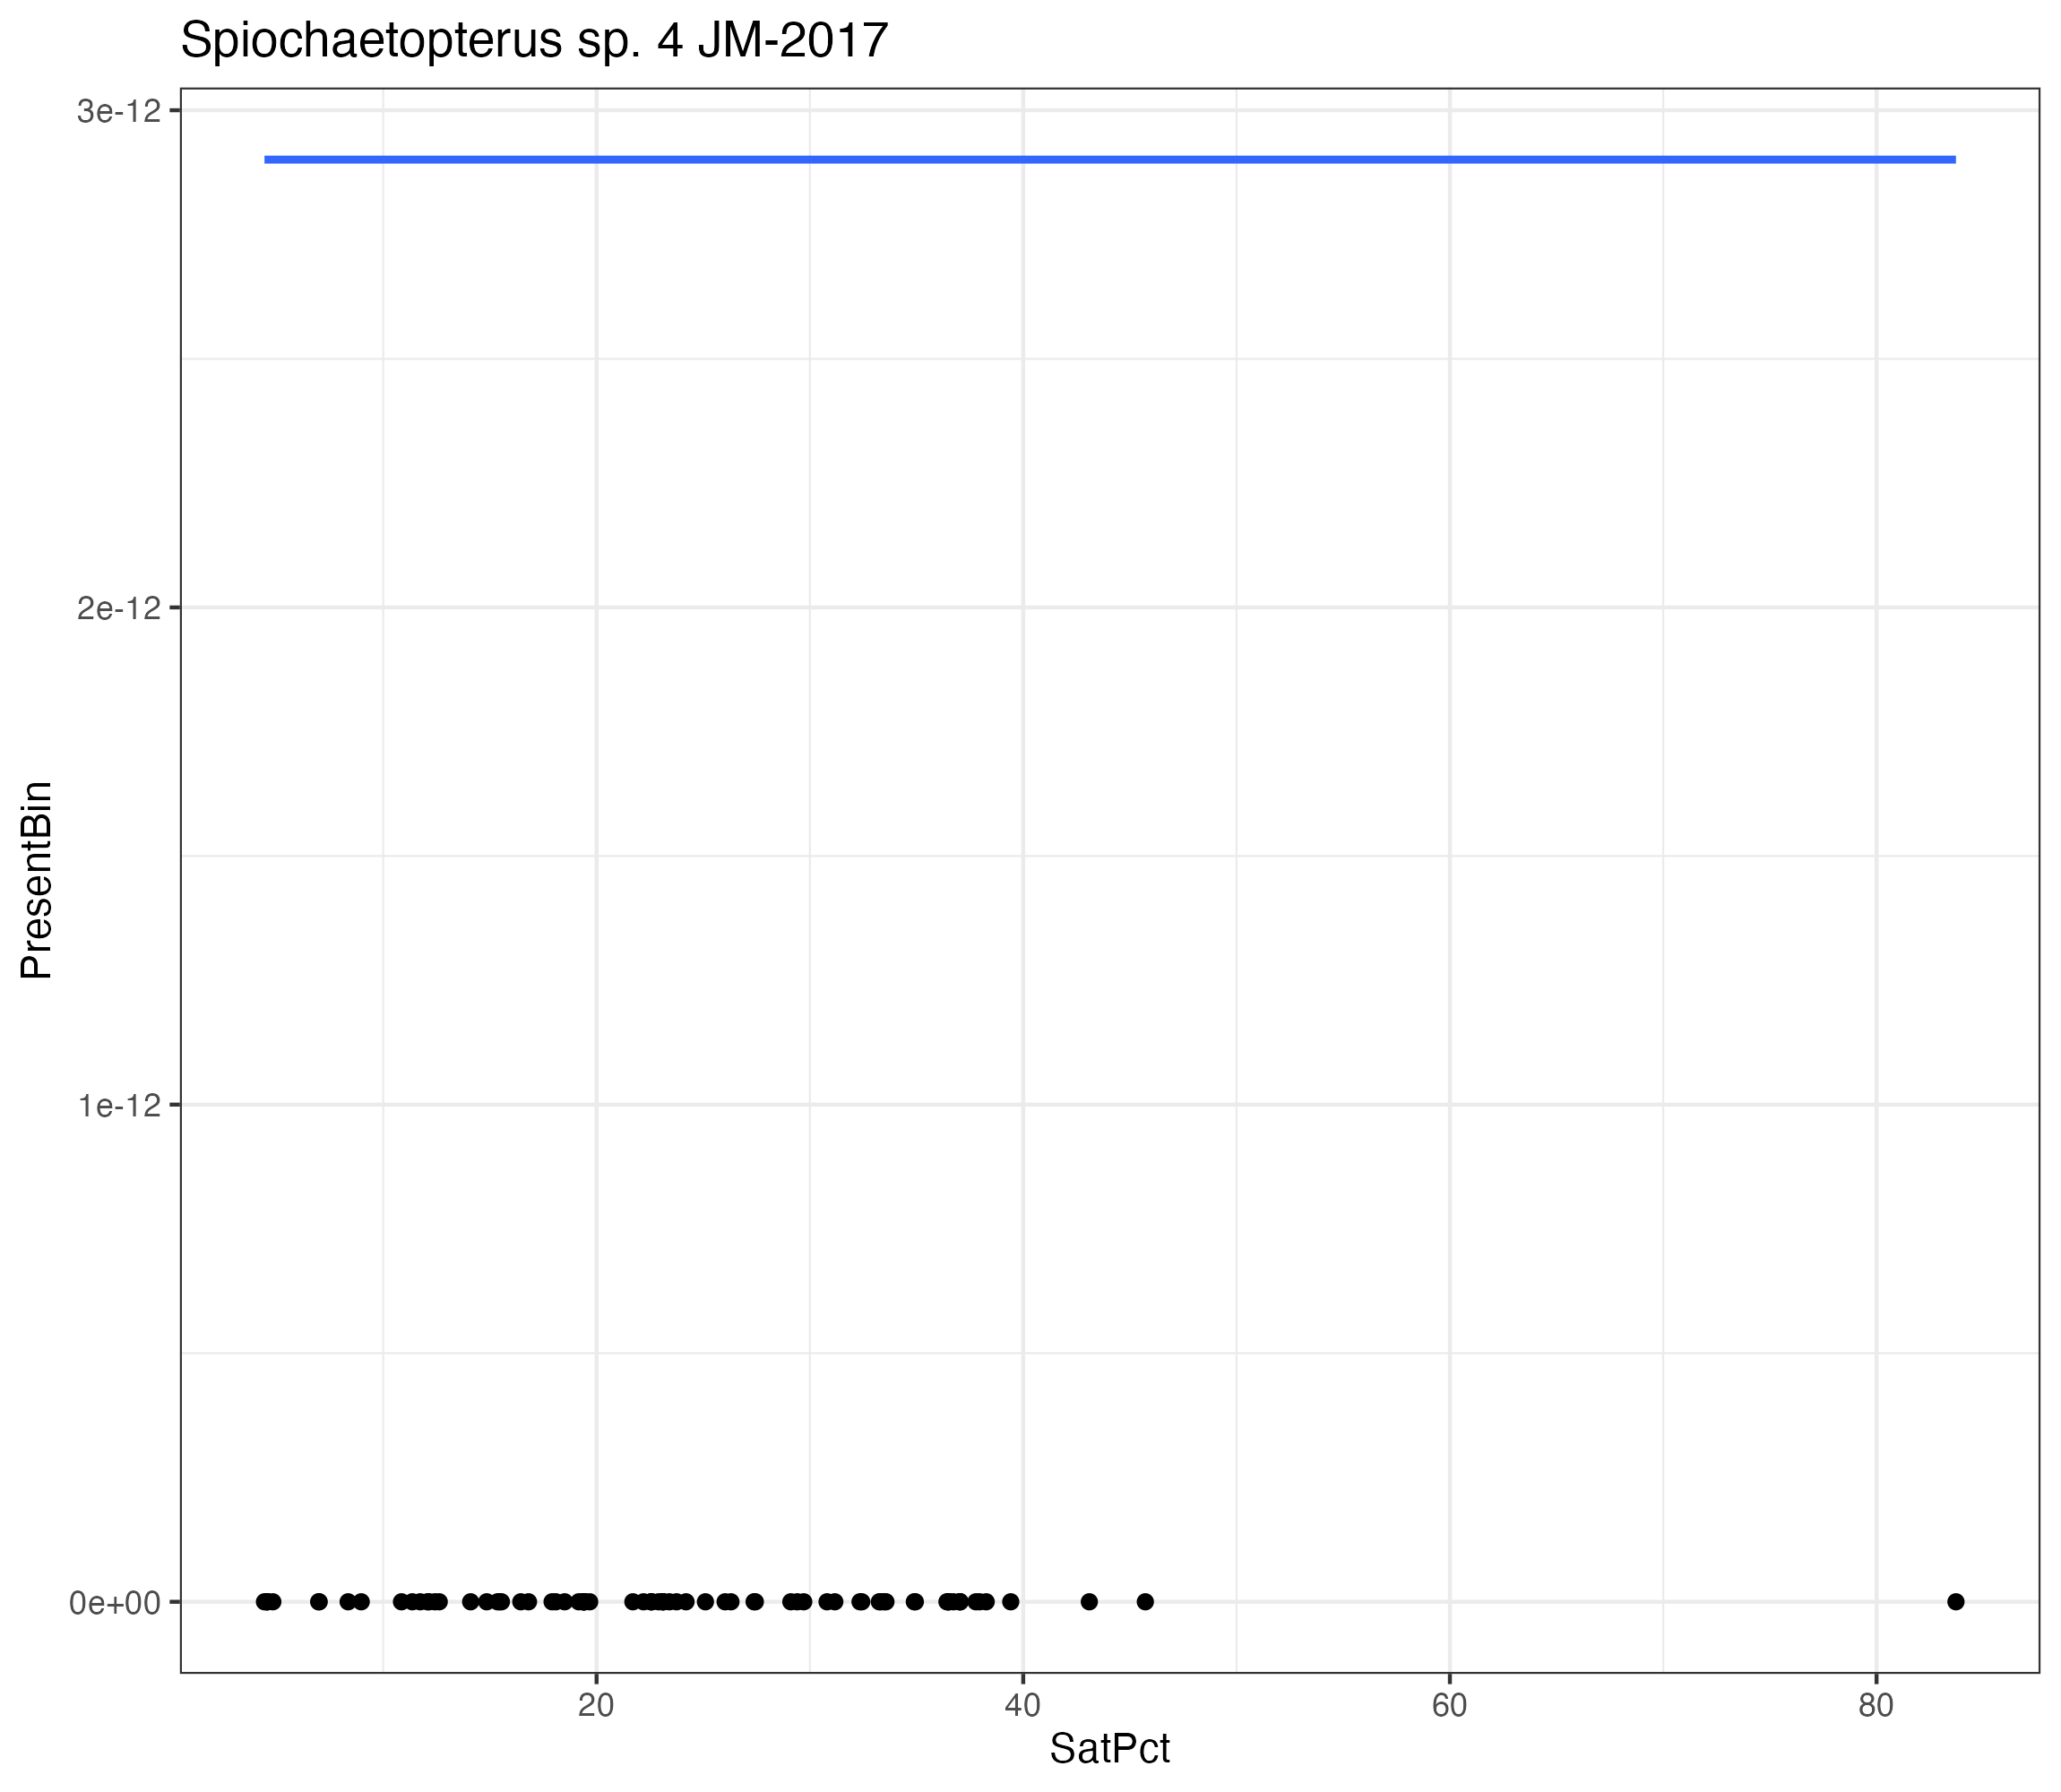 Spiochaetopterus sp. 4 JM-2017
3e-12
2e-12
PresentBin
1e-12
0e+00
20 40 60 80
SatPct